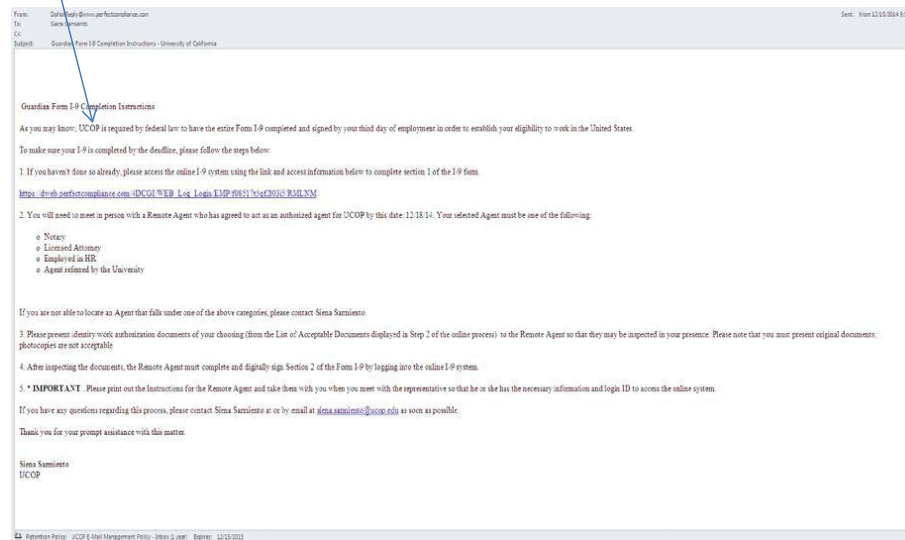 From: DoNotReply@www.perfectcompliance.com Sent: Mon 12/15/2014
To: Siena Sarmiento
Cc:
Subject: Guardian Form I-9 Completion Instructions - University of California
Guardian Form I-9 Completion Instructions
As you may know, UCOP is required by federal law to have the entire Form I-9 completed and signed by your third day of employment in order to establish your eligibility to work in the United States.
To make sure your I-9 is completed by the deadline, please follow the steps below:
1. If you haven't done so already, please access the online I-9 system using the link and access information below to complete section 1 of the I-9 form.
2. You will need to meet in person with a Remote Agent who has agreed to act as an authorized agent for UCOP by this date: 12/18/14. Your selected Agent must be one of the following:
o Notary
o Licensed Attorney
o Employed in HR
o Agent referred by the University
If you are not able to locate an Agent that falls under one of the above categories, please contact Siena Sarmiento
3. Please present identity/work authorization documents of your choosing (from the List of Acceptable Documents displayed in Step 2 of the online process) to the Remote Agent so that they may be inspected in your presence. Please note that you must present original documents;
photocopies are not acceptable.
4. After inspecting the documents, the Remote Agent must complete and digitally sign Section 2 of the Form I-9 by logging into the online I-9 system.
5. * IMPORTANT . Please print out the Instructions for the Remote Agent and take them with you when you meet with the representative so that he or she has the necessary information and login ID to access the online system.
If you have any questions regarding this process, please contact Siena Sarmiento at or by email at siena.sarmiento@ucop.edu as soon as possible.
Thank you for your prompt assistance with this matter.
Siena Sarmiento
UCOP
Retention Policy UCOP E-Mail Management Policy - Inbox (1 year) Expires 12/15/2015